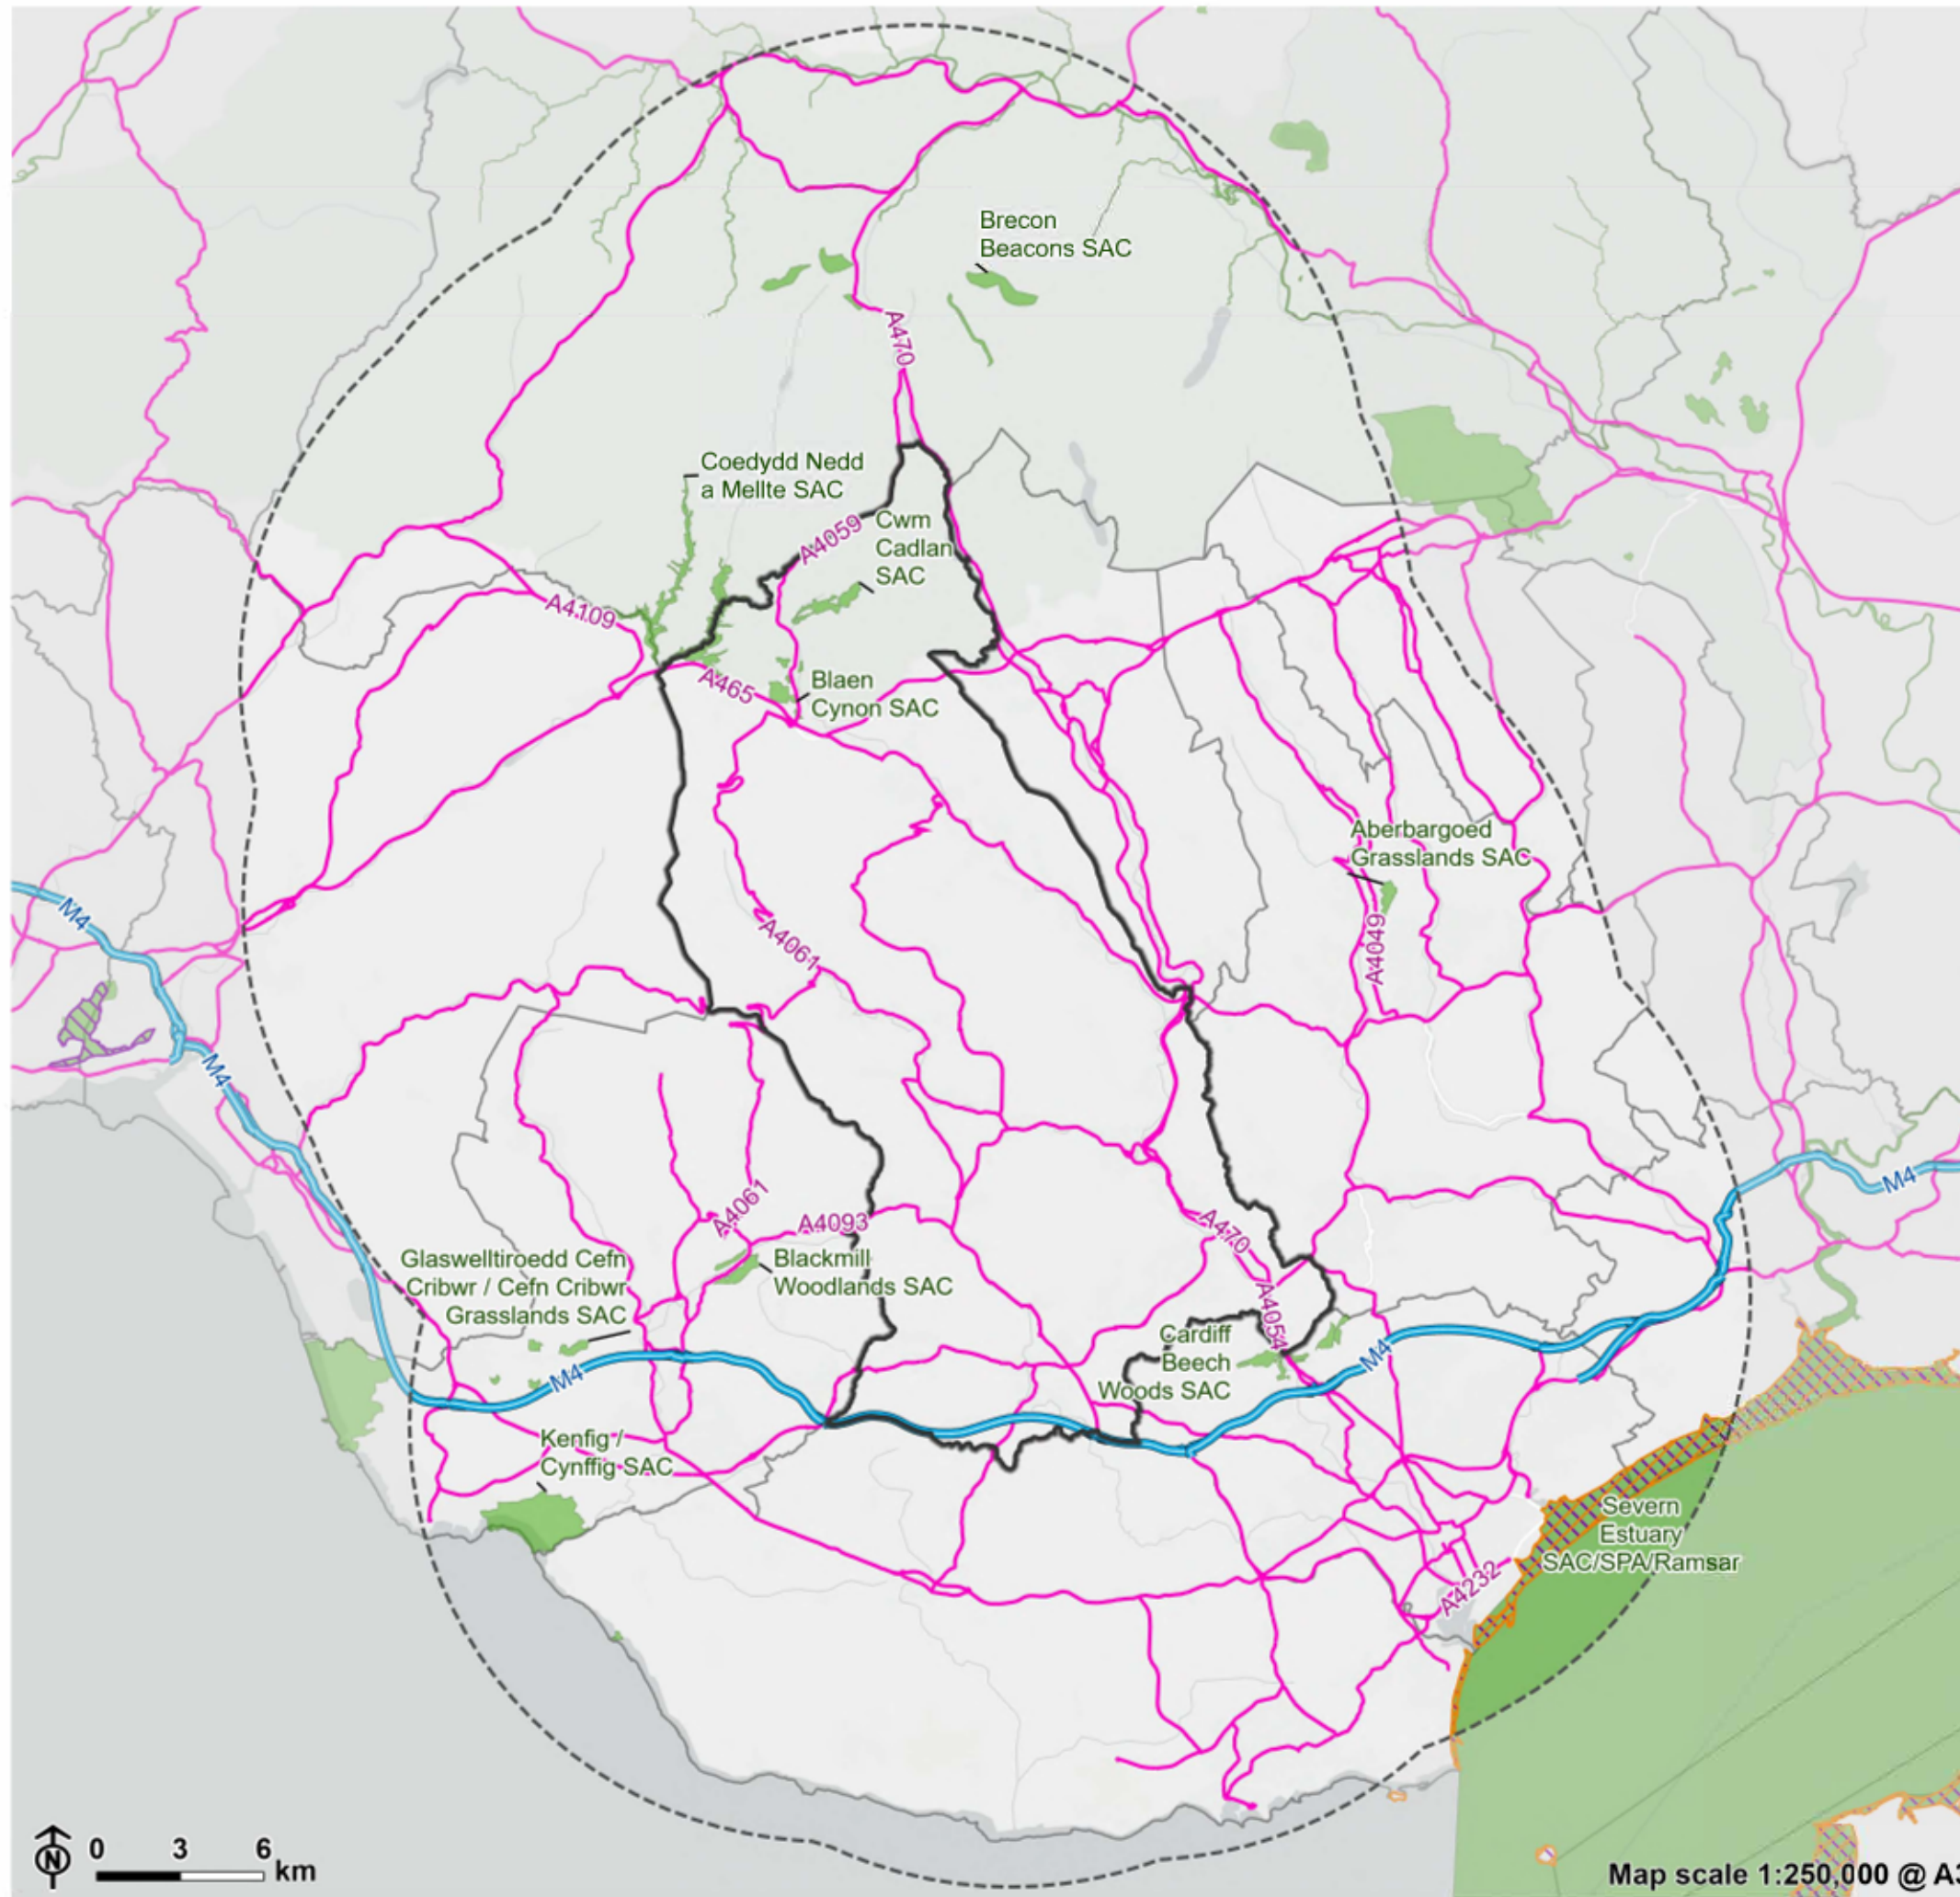 Brecon
Beacons SAC
A470
Coedydd Nedd
a Mellte SAC
A4059
Cwm
Cadlan
SAC
A4109
A465
Blaen
Cynon SAC
Aberbargoed
Grasslands SAC
M4
A4061
A4049
M4
M4
A4061
A4093
A470
Glaswelltiroedd Cefn
Cribwr / Cefn Cribwr
Grasslands SAC
Blackmill
Woodlands SAC
A4054
Cardiff
Beech
Woods SAC
M4
M4
Kenfig /
Cynffig SAC
Severn
Estuary
SAC/SPA/Ramsar
A4232
N
0 3 6
km
Map scale 1:250,000 @